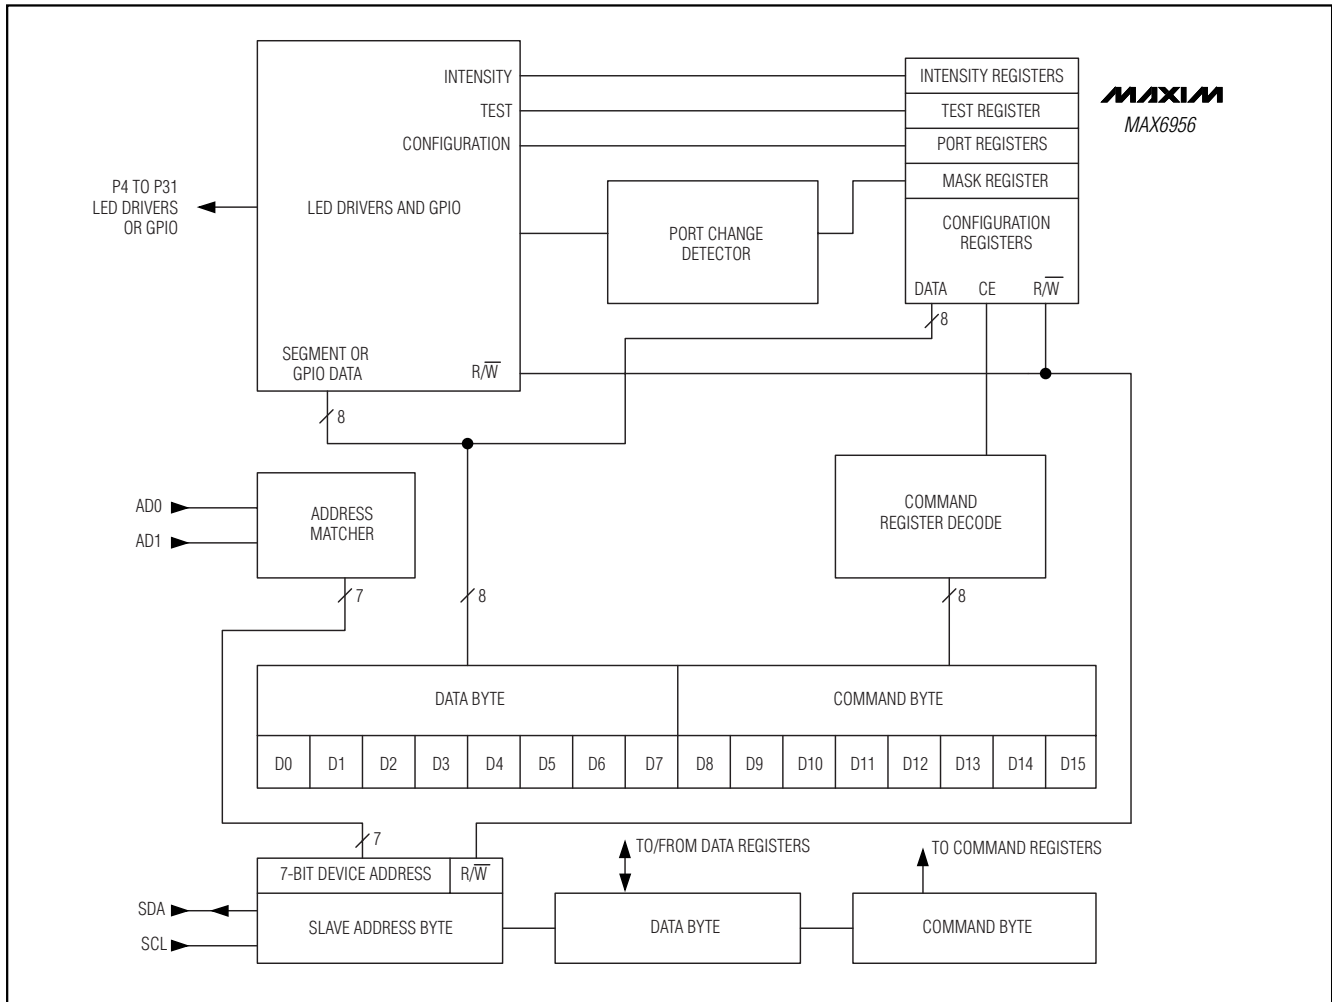 INTENSITY
INTENSITY REGISTERS
MAXIM
TEST
TEST REGISTER
MAX6956
CONFIGURATION
PORT REGISTERS
MASK REGISTER
P4 TO P31
LED DRIVERS
OR GPIO
LED DRIVERS AND GPIO
PORT CHANGE
DETECTOR
CONFIGURATION
REGISTERS
DATA
CE
R/W̅
8
SEGMENT OR
GPIO DATA
R/W̅
8
AD0
AD1
ADDRESS
MATCHER
COMMAND
REGISTER DECODE
7
8
8
DATA BYTE
COMMAND BYTE
D0 D1 D2 D3 D4 D5 D6 D7 D8 D9 D10 D11 D12 D13 D14 D15
7
TO/FROM DATA REGISTERS
TO COMMAND REGISTERS
7-BIT DEVICE ADDRESS
R/W̅
SDA
SCL
SLAVE ADDRESS BYTE
DATA BYTE
COMMAND BYTE